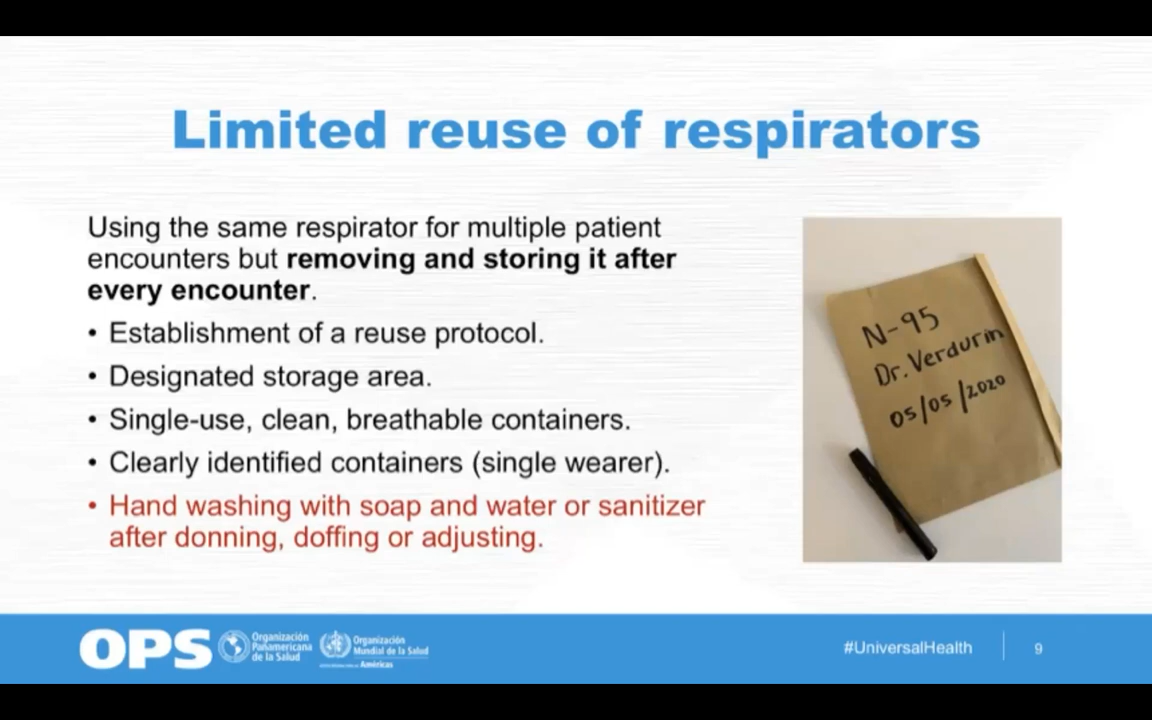 Limited reuse of respirators
Using the same respirator for multiple patient
encounters but removing and storing it after
every encounter.
• Establishment of a reuse protocol.
• Designated storage area.
• Single-use, clean, breathable containers.
• Clearly identified containers (single wearer).
• Hand washing with soap and water or sanitizer
after donning, doffing or adjusting.
N-95
Dr. Verdurin
05/05/2020
OPS
Organización
Panamericana
de la Salud
Organización
Mundial de la Salud
Américas
#UniversalHealth
9